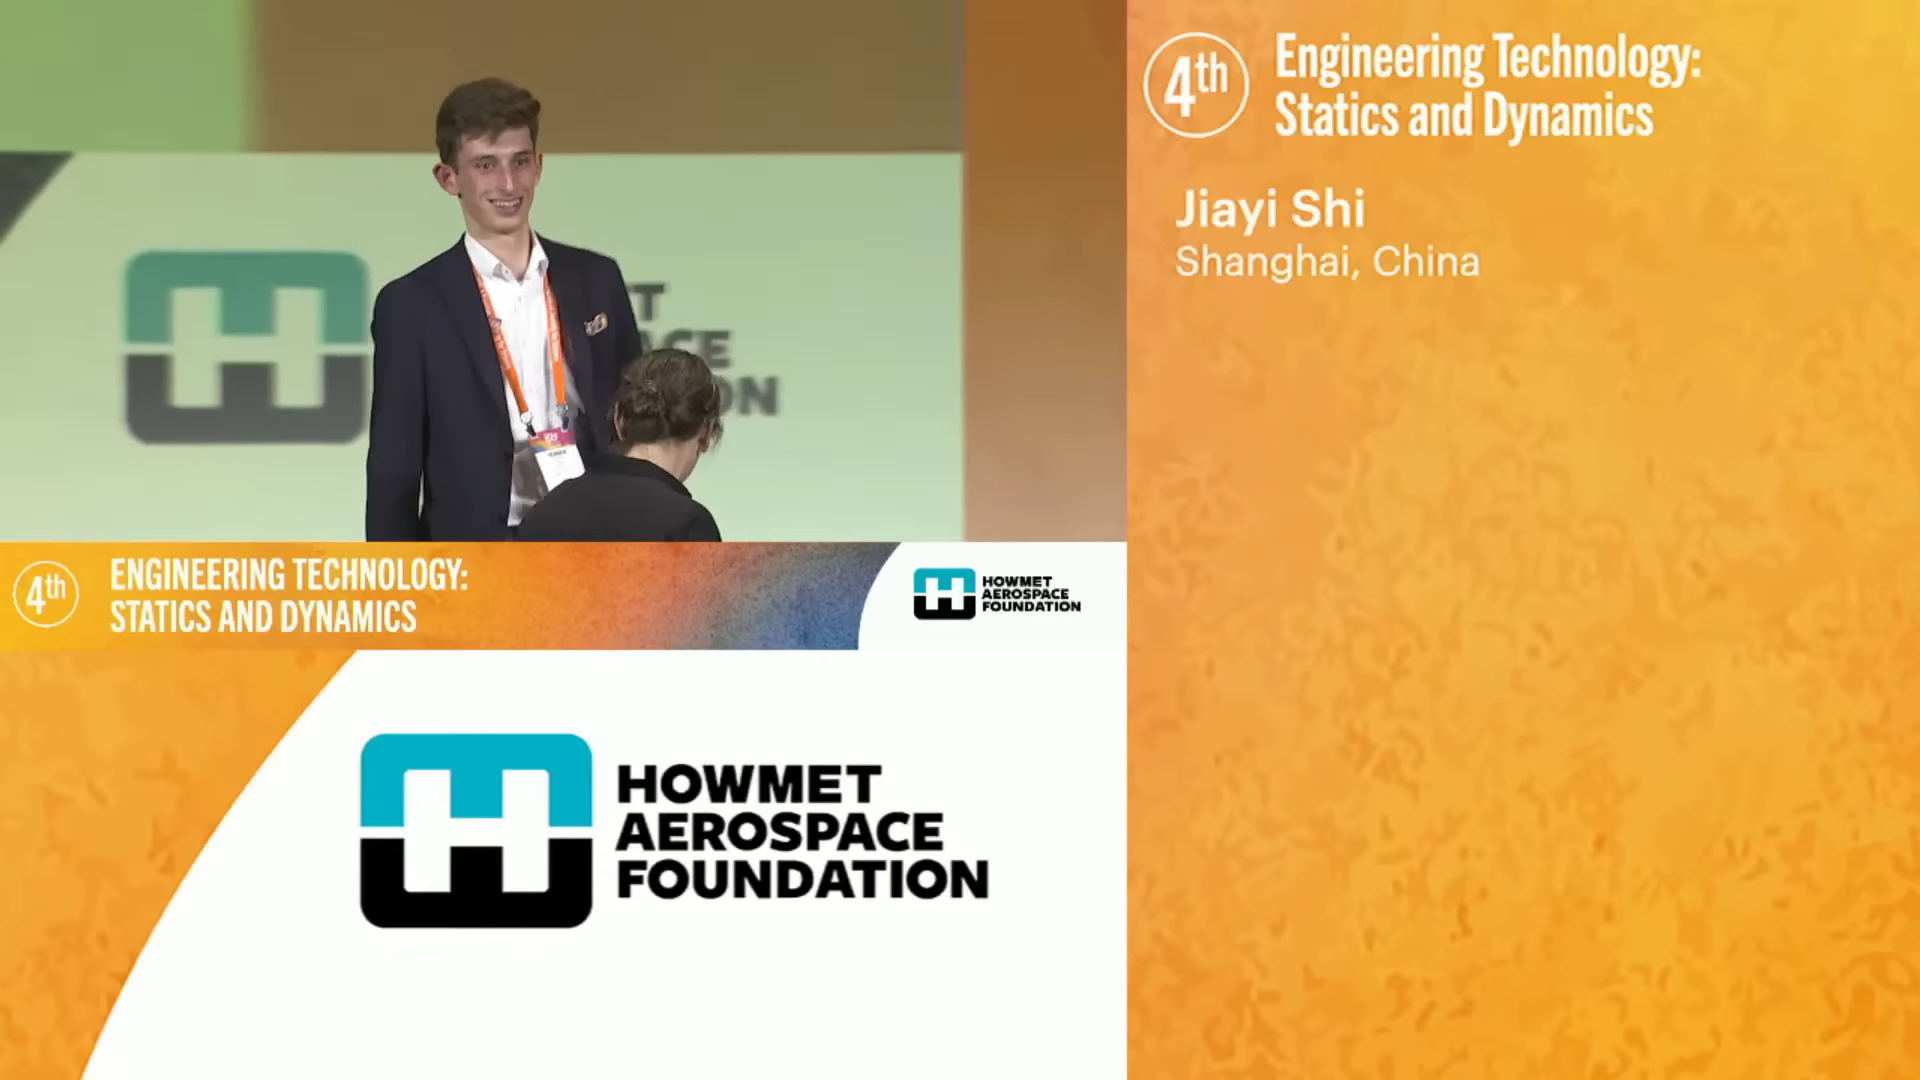 4th
Engineering Technology:
Statics and Dynamics
Jiayi Shi
Shanghai, China
4th
ENGINEERING TECHNOLOGY:
STATICS AND DYNAMICS
HOWMET
AEROSPACE
FOUNDATION
HOWMET
AEROSPACE
FOUNDATION